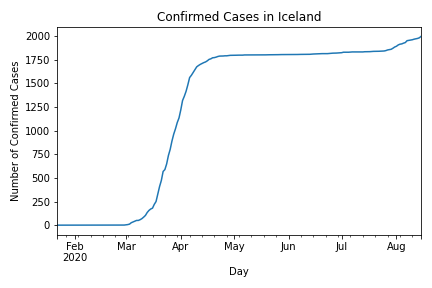 Confirmed Cases in Iceland
Number of Confirmed Cases
2000
1750
1500
1250
1000
750
500
250
0
Feb Mar Apr May Jun Jul Aug
2020
Day